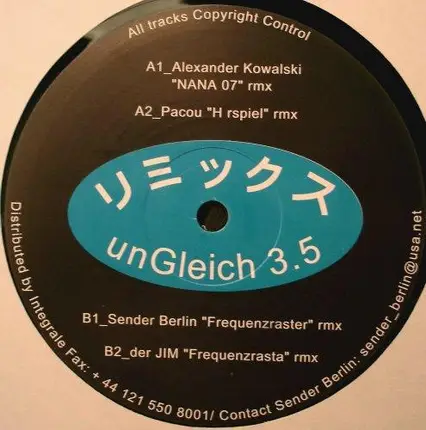 All tracks Copyright Control
A1_Alexander Kowalski
"NANA 07" rmx
A2_Pacou "H rspiel" rmx
リミックス
unGleich 3.5
B1_Sender Berlin "Frequenzraster" rmx
B2_der JIM "Frequenzrasta" rmx
Distributed by Integrale Fax: + 44 121 550 8001/ Contact Sender Berlin: sender_berlin@usa.net